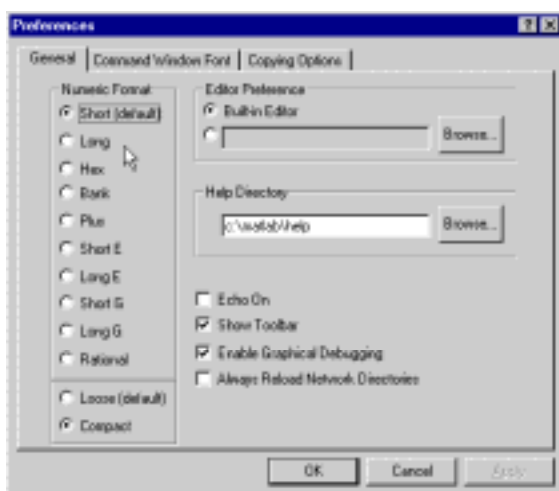 Preferences
General Command Window Font Copying Options
Numeric Format
Short (default)
Long
Hex
Bank
Plus
Short E
Long E
Short G
Long G
Rational
Loose (default)
Compact
Editor Preference
Built-in Editor
Browse...
Help Directory
c:\matlab\help
Browse...
Echo On
Show Toolbar
Enable Graphical Debugging
Always Reload Network Directories
OK Cancel Apply